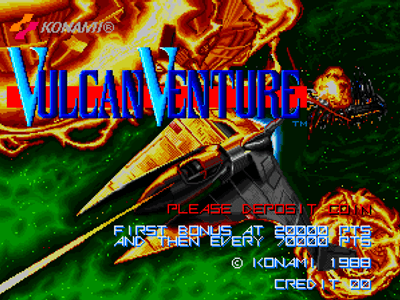 KONAMI®
VULCAN VENTURE
TM
PLEASE DEPOSIT COIN
FIRST BONUS AT 20000 PTS
AND THEN EVERY 70000 PTS
© KONAMI 1988
CREDIT 00